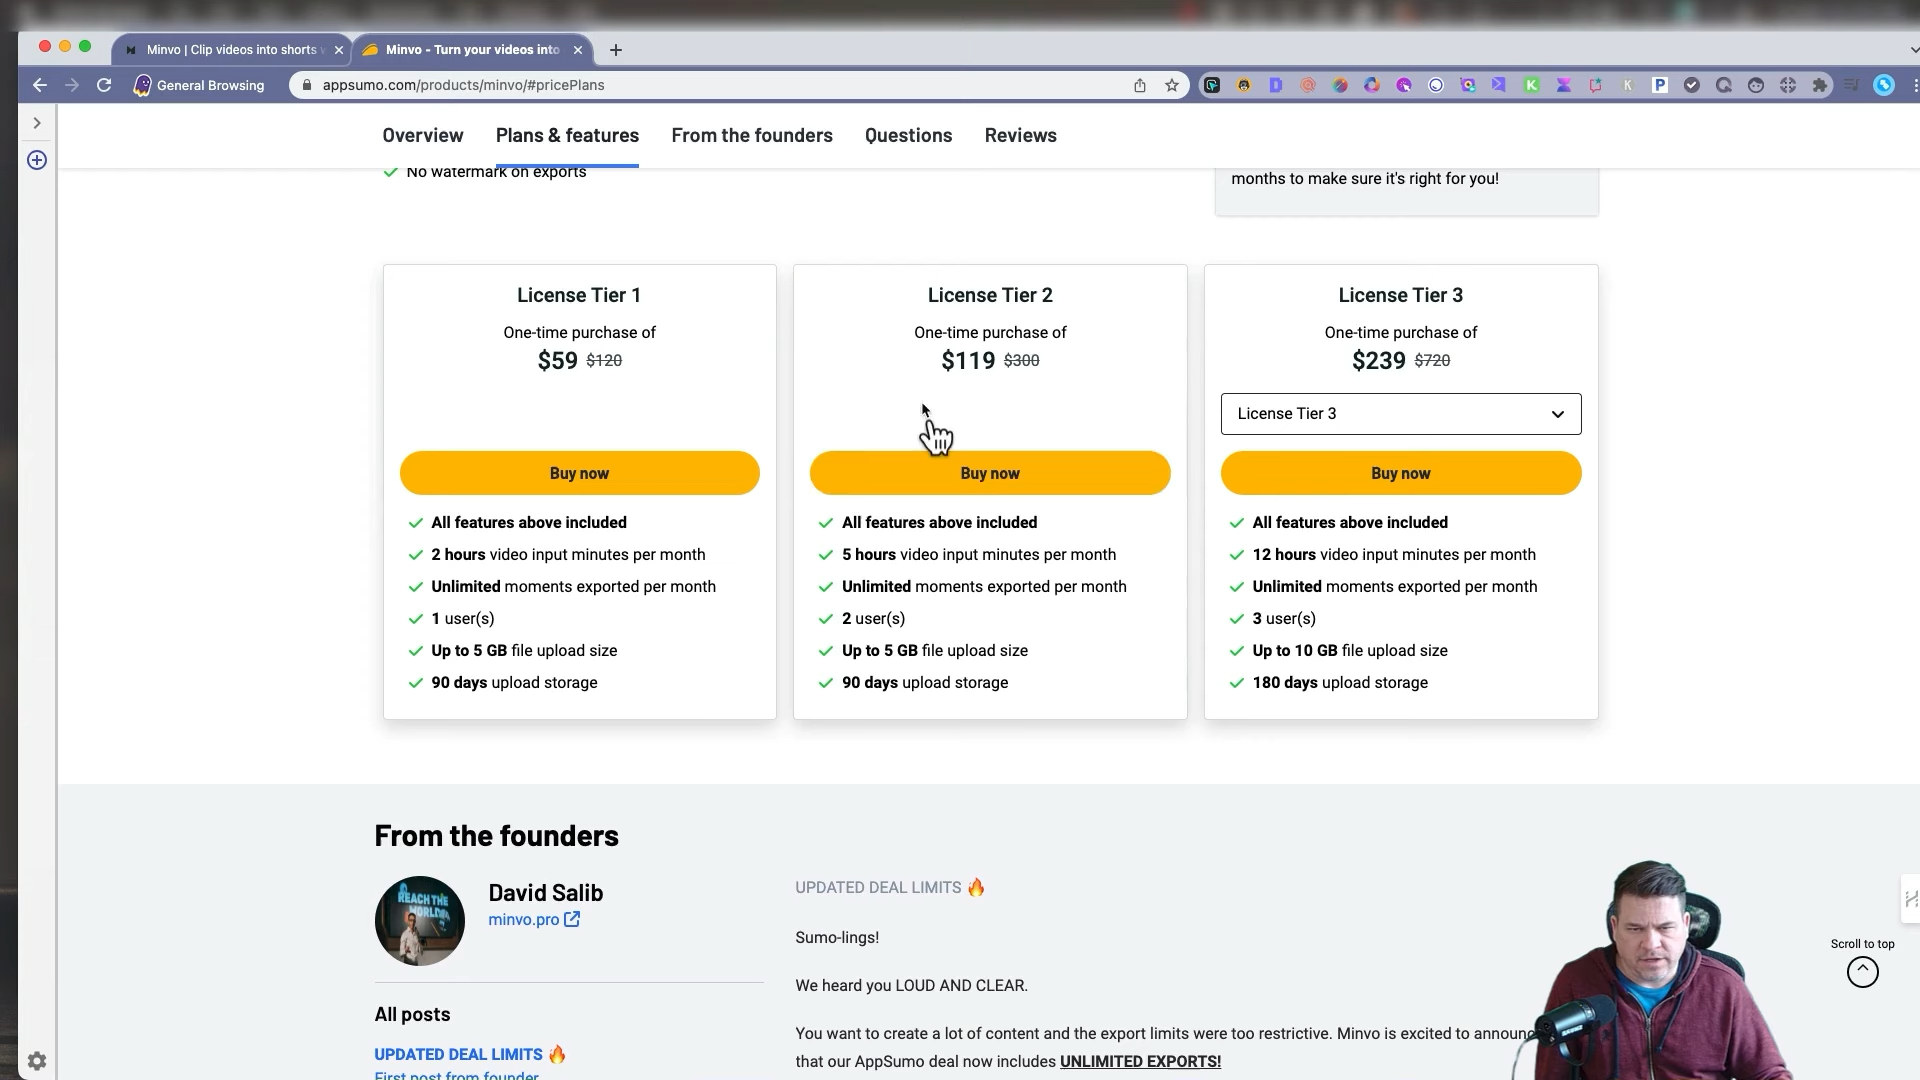 Minvo | Clip videos into shorts
Minvo - Turn your videos into
General Browsing
appsumo.com/products/minvo/#pricePlans
Overview
Plans & features
From the founders
Questions
Reviews
No watermark on exports
months to make sure it's right for you!
License Tier 1
One-time purchase of
$59 $120
Buy now
All features above included
2 hours video input minutes per month
Unlimited moments exported per month
1 user(s)
Up to 5 GB file upload size
90 days upload storage
License Tier 2
One-time purchase of
$119 $300
Buy now
All features above included
5 hours video input minutes per month
Unlimited moments exported per month
2 user(s)
Up to 5 GB file upload size
90 days upload storage
License Tier 3
One-time purchase of
$239 $720
License Tier 3
Buy now
All features above included
12 hours video input minutes per month
Unlimited moments exported per month
3 user(s)
Up to 10 GB file upload size
180 days upload storage
From the founders
REACH THE
WORLD
David Salib
minvo.pro
All posts
UPDATED DEAL LIMITS 🔥
First post from founder
UPDATED DEAL LIMITS 🔥
Sumo-lings!
We heard you LOUD AND CLEAR.
You want to create a lot of content and the export limits were too restrictive. Minvo is excited to announc
that our AppSumo deal now includes UNLIMITED EXPORTS!
Scroll to top